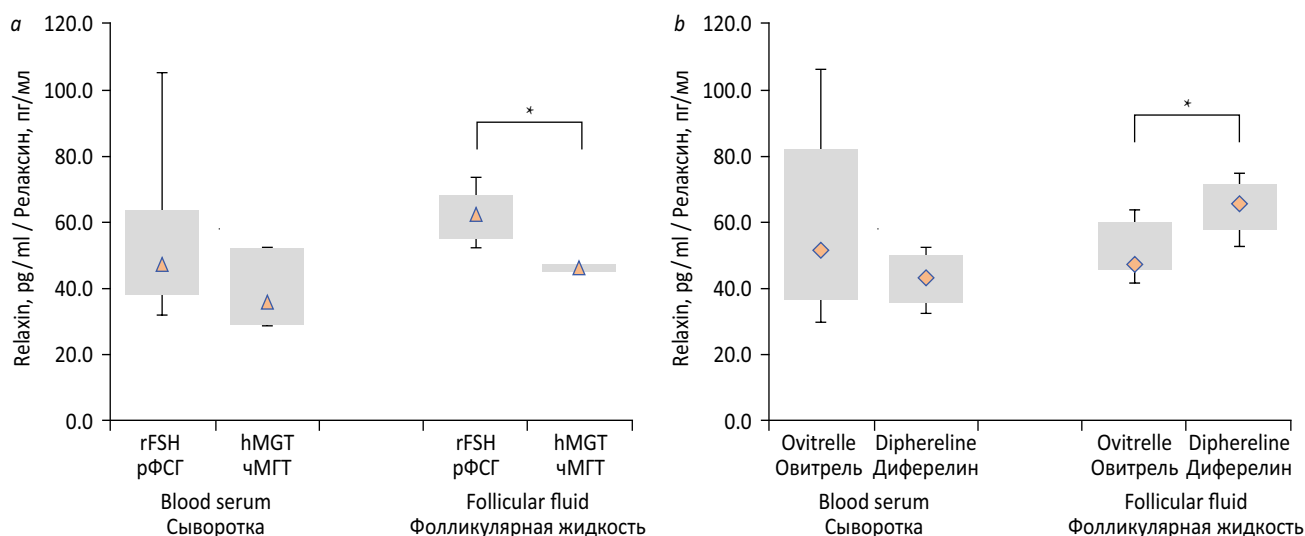 a
Relaxin, pg / ml / Релаксин, пг/мл
120.0
100.0
80.0
60.0
40.0
20.0
0.0
*
rFSH
рФСГ
hMGT
чМГТ
rFSH
рФСГ
hMGT
чМГТ
Blood serum
Сыворотка
Follicular fluid
Фолликулярная жидкость
b
Relaxin, pg / ml / Релаксин, пг/мл
120.0
100.0
80.0
60.0
40.0
20.0
0.0
*
Ovitrelle
Овитрель
Diphereline
Диферелин
Ovitrelle
Овитрель
Diphereline
Диферелин
Blood serum
Сыворотка
Follicular fluid
Фолликулярная жидкость